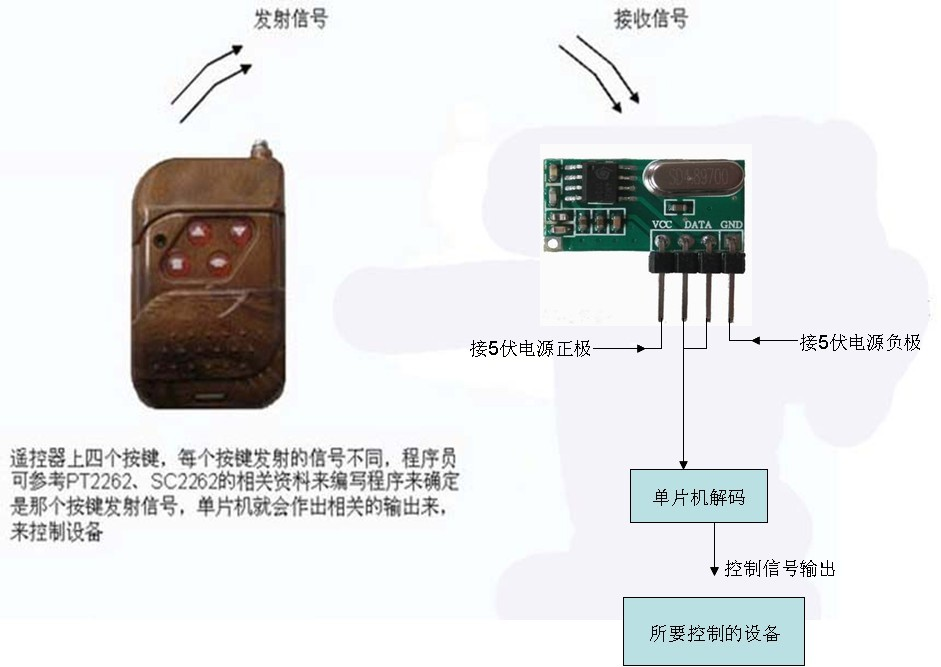 发射信号
接收信号
VCC DATA GND
接5伏电源正极
接5伏电源负极
遥控器上四个按键，每个按键发射的信号不同，程序员
可参考PT2262、SC2262的相关资料来编写程序来确定
是那个按键发射信号，单片机就会作出相关的输出来，
来控制设备
单片机解码
控制信号输出
所要控制的设备